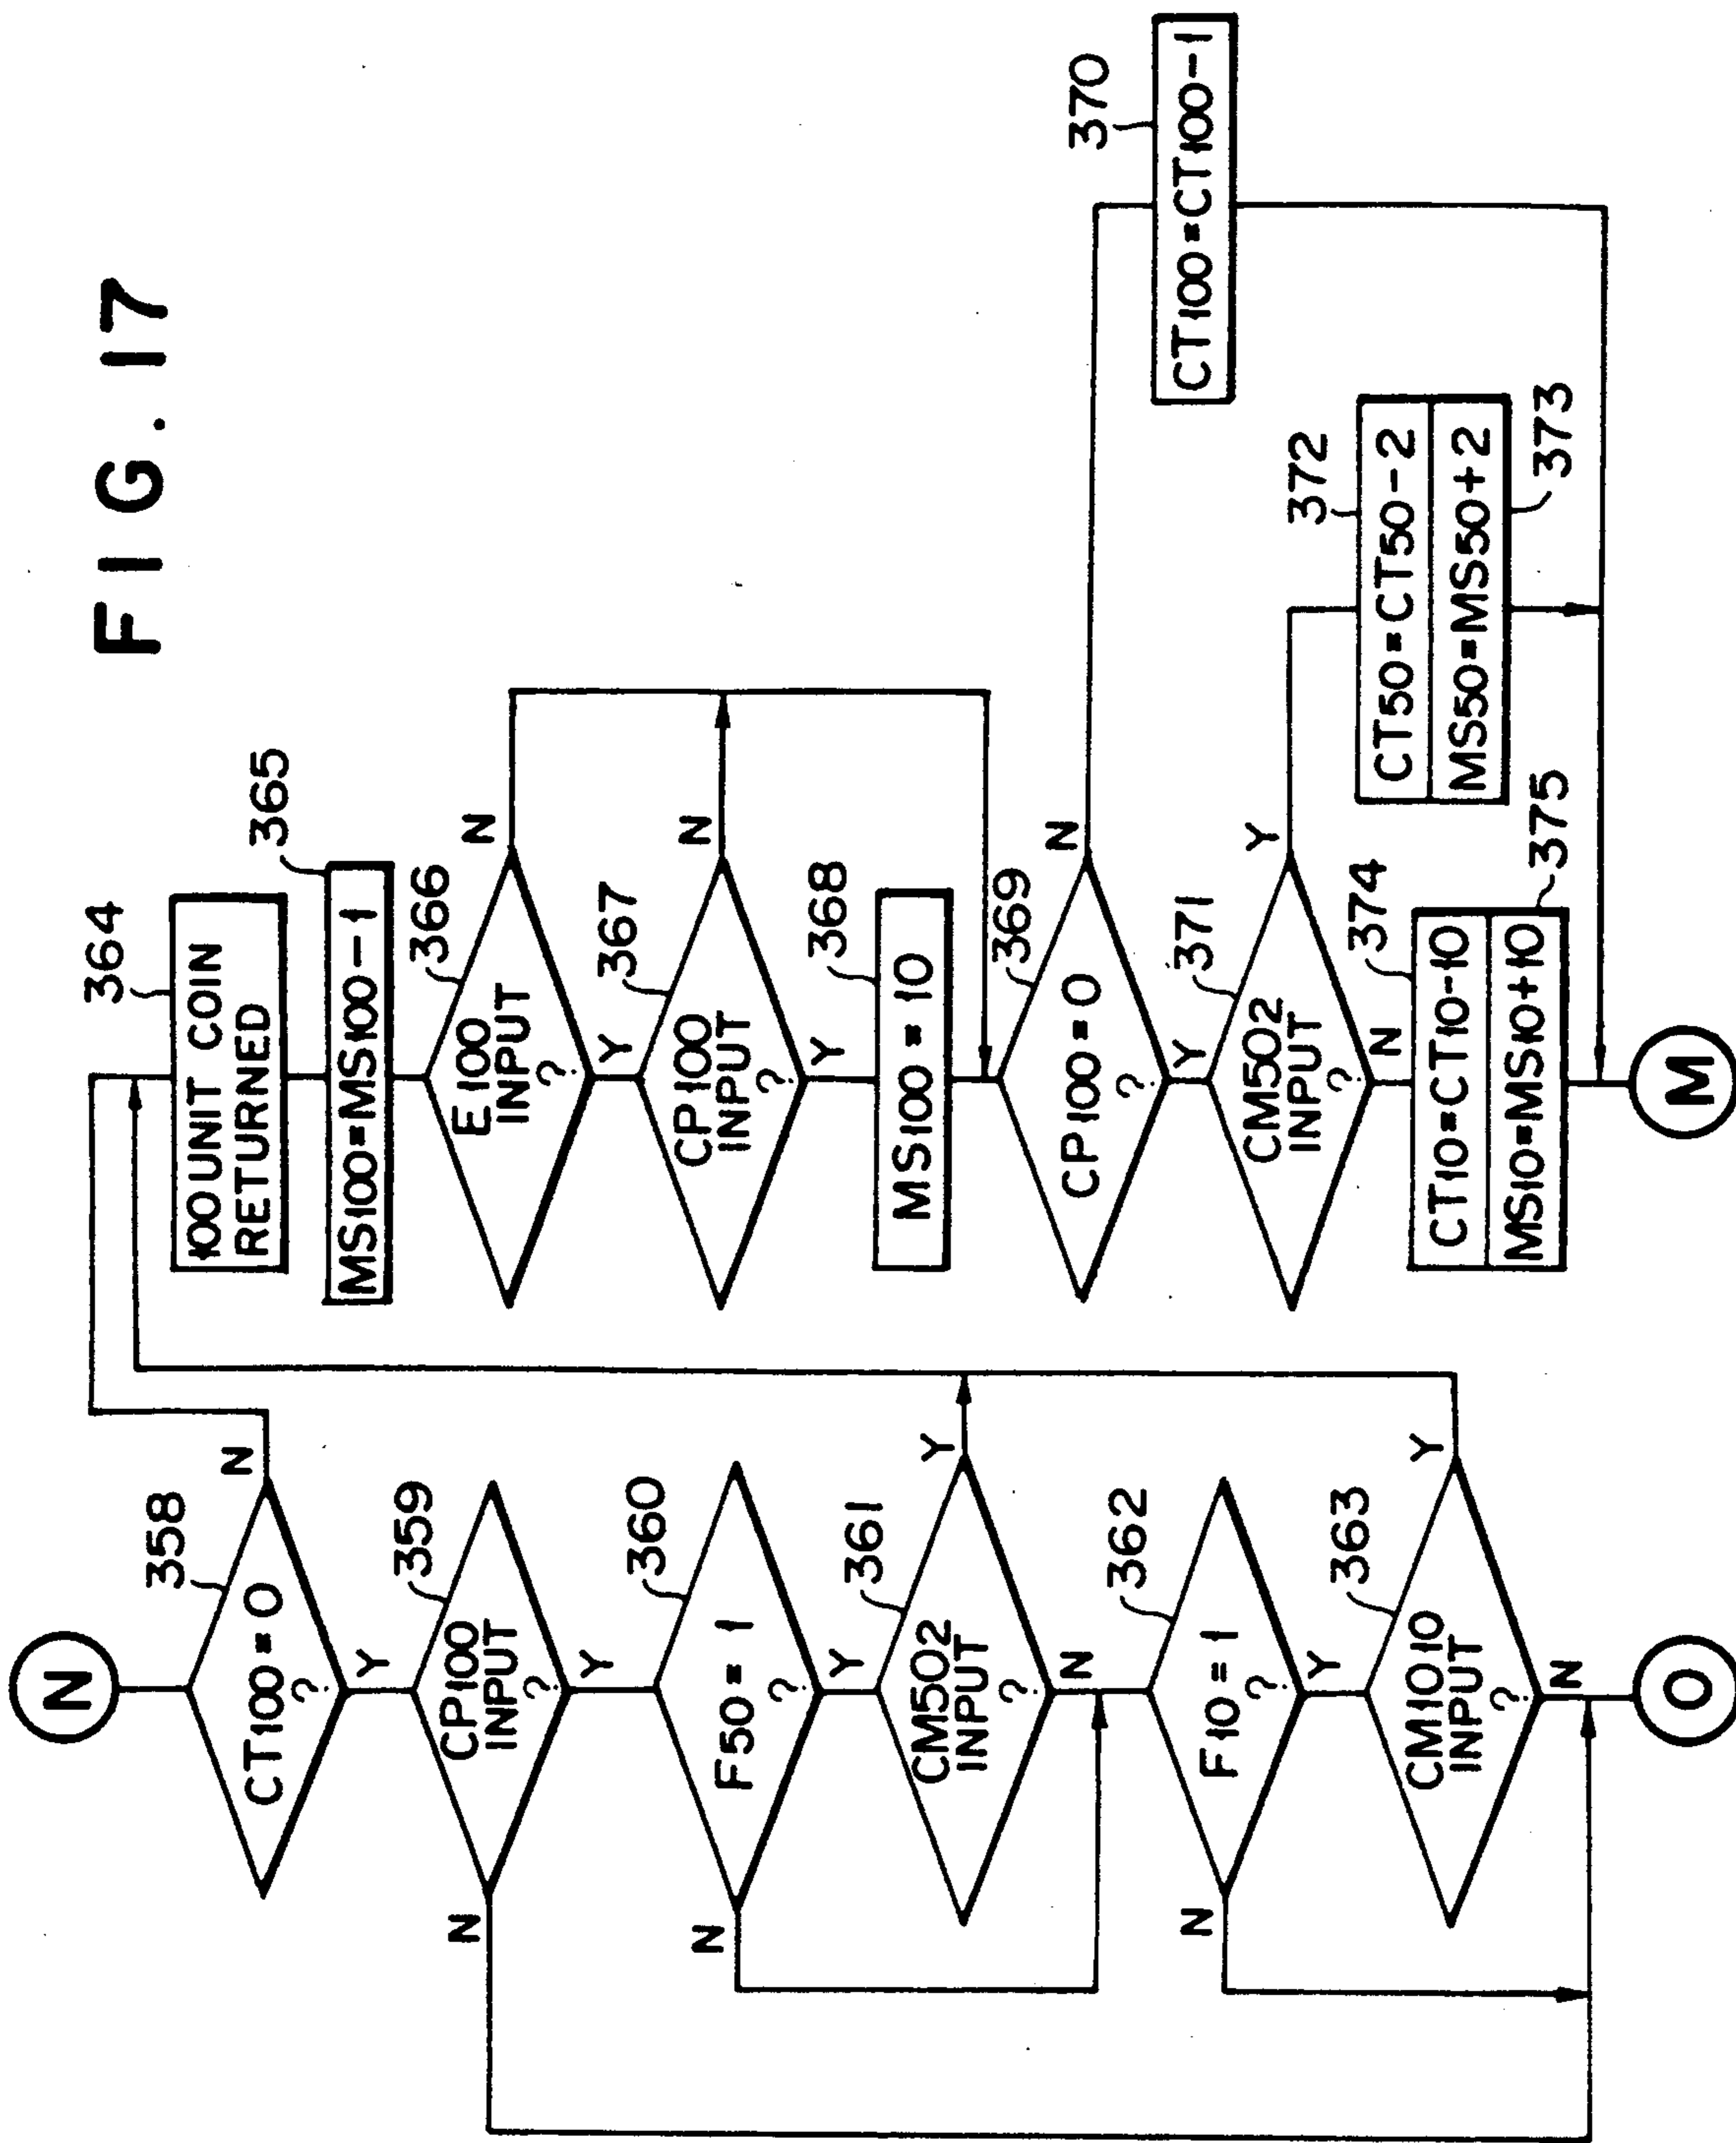 FIG. 17
N
358
CT100=0
?
N
Y
359
CP100
INPUT
?
N
Y
360
F50=1
?
N
Y
361
CM502
INPUT
?
Y
N
362
F10=1
?
N
Y
363
CM1010
INPUT
?
Y
N
O
364
100 UNIT COIN
RETURNED
365
MS100=MS100-1
366
E100
INPUT
?
N
Y
367
CP100
INPUT
?
N
Y
368
MS100=10
369
CP100=0
?
N
Y
370
CT100=CT100-1
371
CM502
INPUT
?
Y
N
372
CT50=CT50-2
MS50=MS50+2
373
374
CT10=CT10-10
MS10=MS10+10
375
M